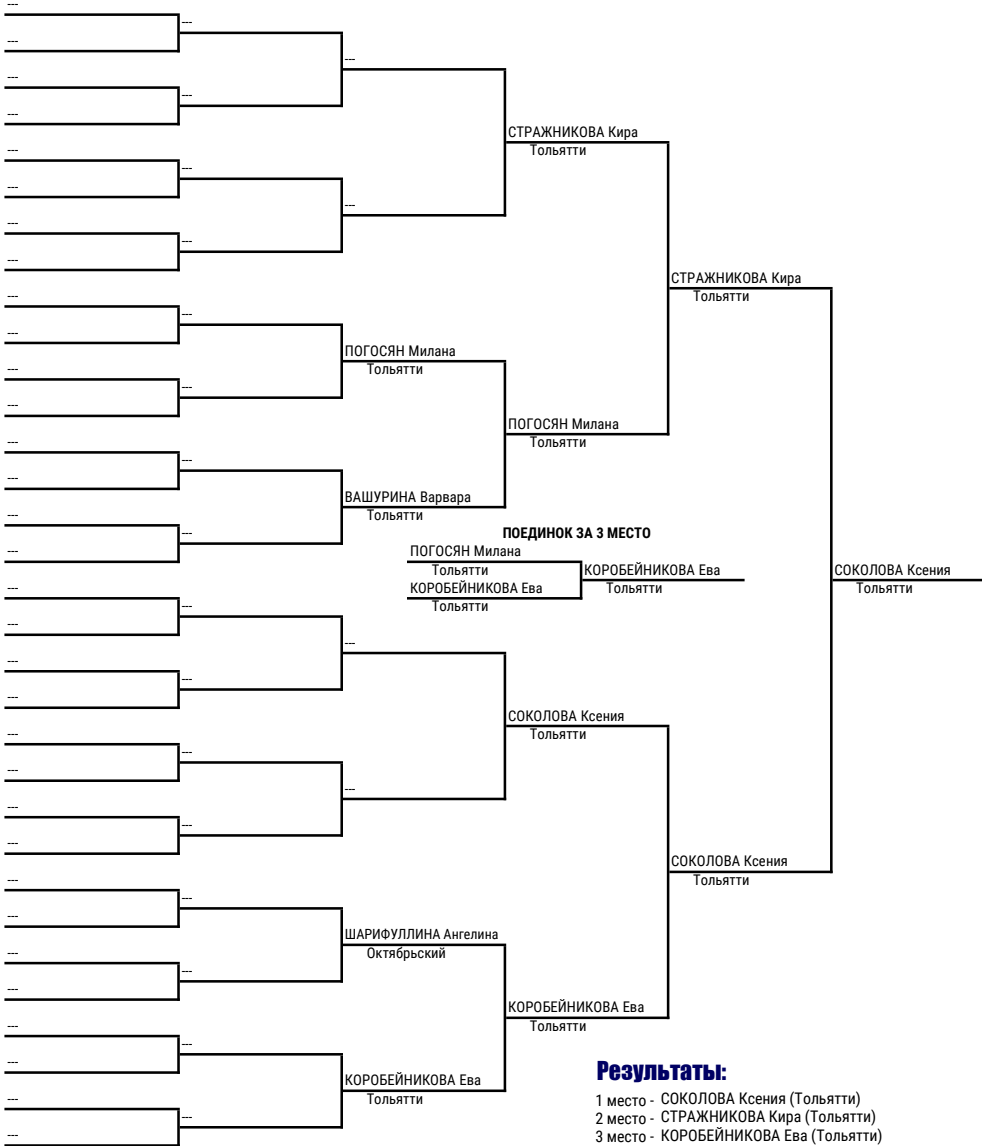 СТРАЖНИКОВА Кира
Тольятти
СТРАЖНИКОВА Кира
Тольятти
ПОГОСЯН Милана
Тольятти
ПОГОСЯН Милана
Тольятти
ВАШУРИНА Варвара
Тольятти
ПОЕДИНОК ЗА 3 МЕСТО
ПОГОСЯН Милана
Тольятти
КОРОБЕЙНИКОВА Ева
Тольятти
КОРОБЕЙНИКОВА Ева
Тольятти
СОКОЛОВА Ксения
Тольятти
СОКОЛОВА Ксения
Тольятти
СОКОЛОВА Ксения
Тольятти
ШАРИФУЛЛИНА Ангелина
Октябрьский
КОРОБЕЙНИКОВА Ева
Тольятти
КОРОБЕЙНИКОВА Ева
Тольятти
Результаты:
1 место - СОКОЛОВА Ксения (Тольятти)
2 место - СТРАЖНИКОВА Кира (Тольятти)
3 место - КОРОБЕЙНИКОВА Ева (Тольятти)